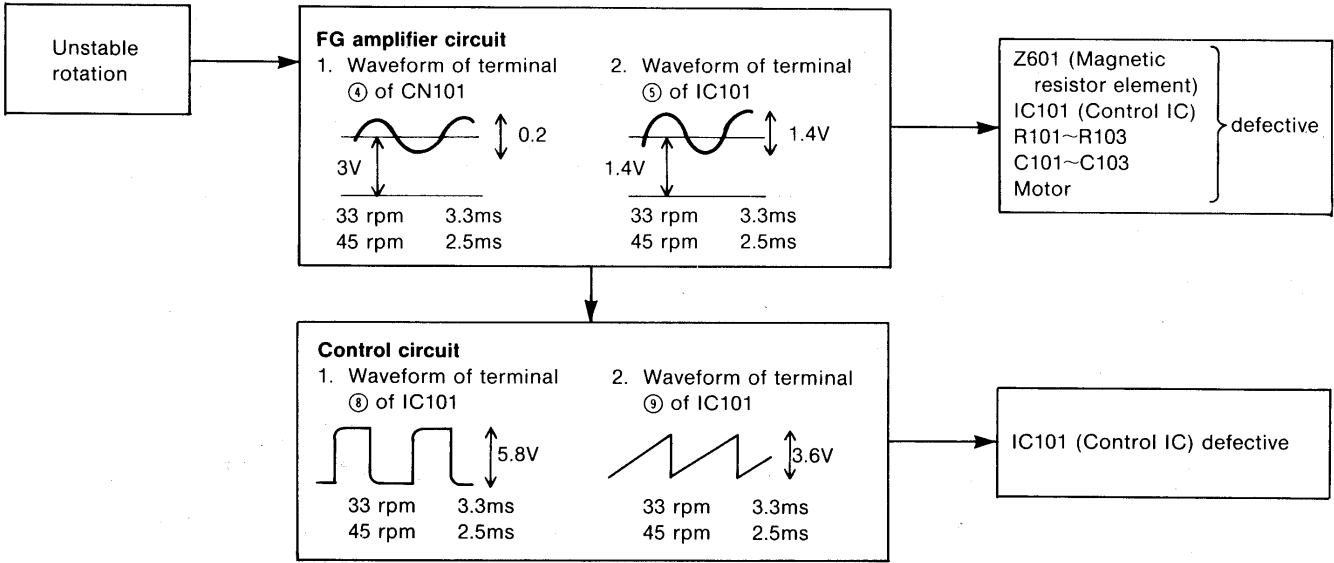 Unstable
rotation
FG amplifier circuit
1. Waveform of terminal
④ of CN101
0.2
3V
33 rpm 3.3ms
45 rpm 2.5ms
2. Waveform of terminal
⑤ of IC101
1.4V
1.4V
33 rpm 3.3ms
45 rpm 2.5ms
Z601 (Magnetic
resistor element)
IC101 (Control IC)
R101~R103
C101~C103
Motor
defective
Control circuit
1. Waveform of terminal
⑧ of IC101
5.8V
33 rpm 3.3ms
45 rpm 2.5ms
2. Waveform of terminal
⑨ of IC101
3.6V
33 rpm 3.3ms
45 rpm 2.5ms
IC101 (Control IC) defective